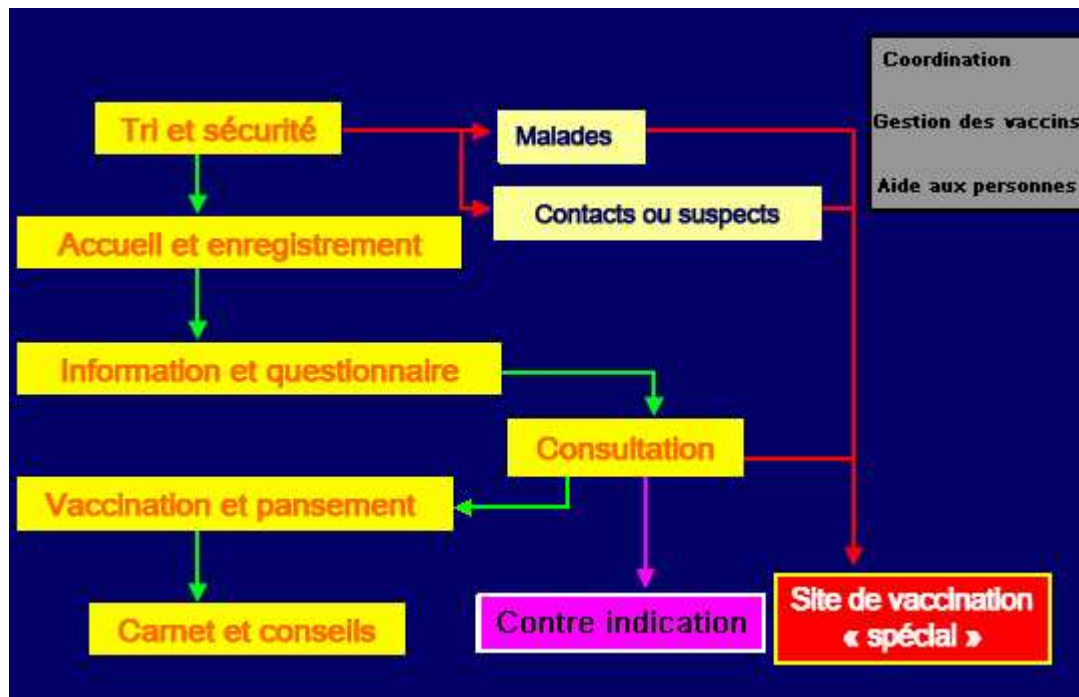 Coordination
Tri et sécurité
Malades
Gestion des vaccins
Aide aux personnes
Contacts ou suspects
Accueil et enregistrement
Information et questionnaire
Consultation
Vaccination et pansement
Contre indication
Site de vaccination
« spécial »
Carnet et conseils